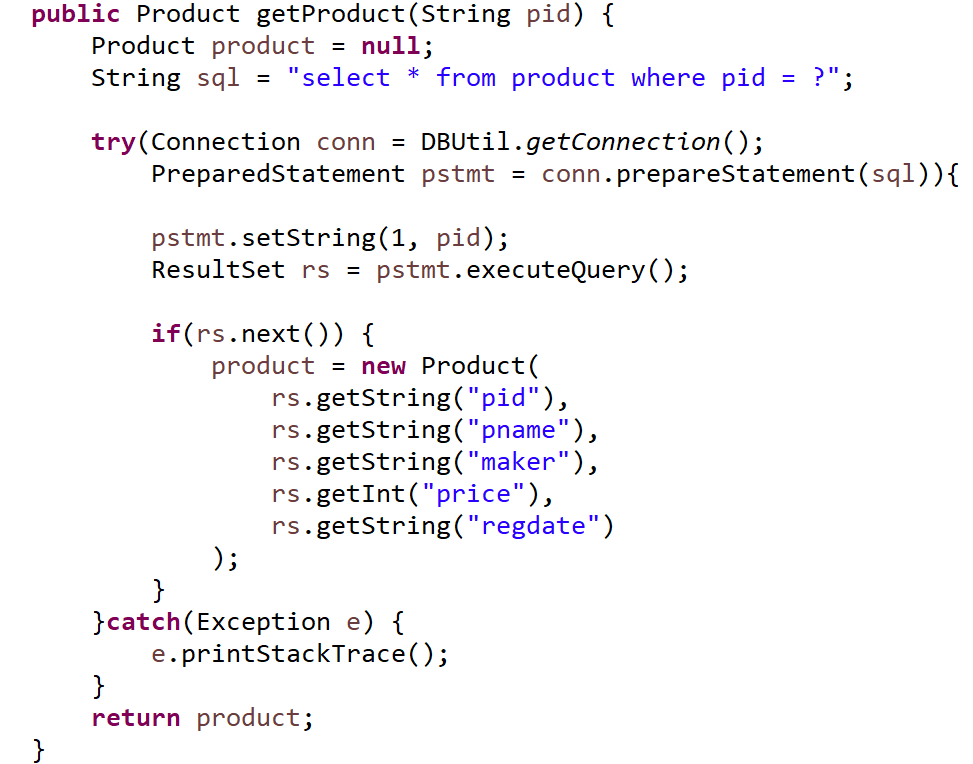 public Product getProduct(String pid) {
    Product product = null;
    String sql = "select * from product where pid = ?";

    try(Connection conn = DBUtil.getConnection();
        PreparedStatement pstmt = conn.prepareStatement(sql)){

        pstmt.setString(1, pid);
        ResultSet rs = pstmt.executeQuery();

        if(rs.next()) {
            product = new Product(
                rs.getString("pid"),
                rs.getString("pname"),
                rs.getString("maker"),
                rs.getInt("price"),
                rs.getString("regdate")
            );
        }
    }catch(Exception e) {
        e.printStackTrace();
    }
    return product;
}